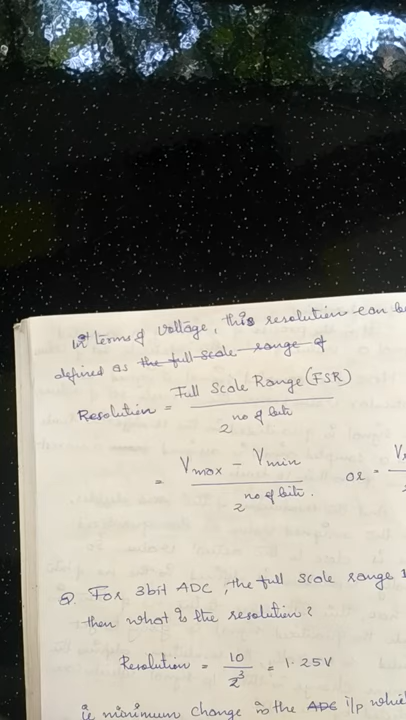 In terms of voltage, this resolution can be
defined as the full scale range of
Resolution = Full Scale Range (FSR) / 2^no of bits
= Vmax - Vmin / 2^no of bits. or =
Q. For 3bit ADC, the full scale range
then what is the resolution?
Resolution = 10 / 2^3 = 1.25V
ie minimum change in the ADC i/p which